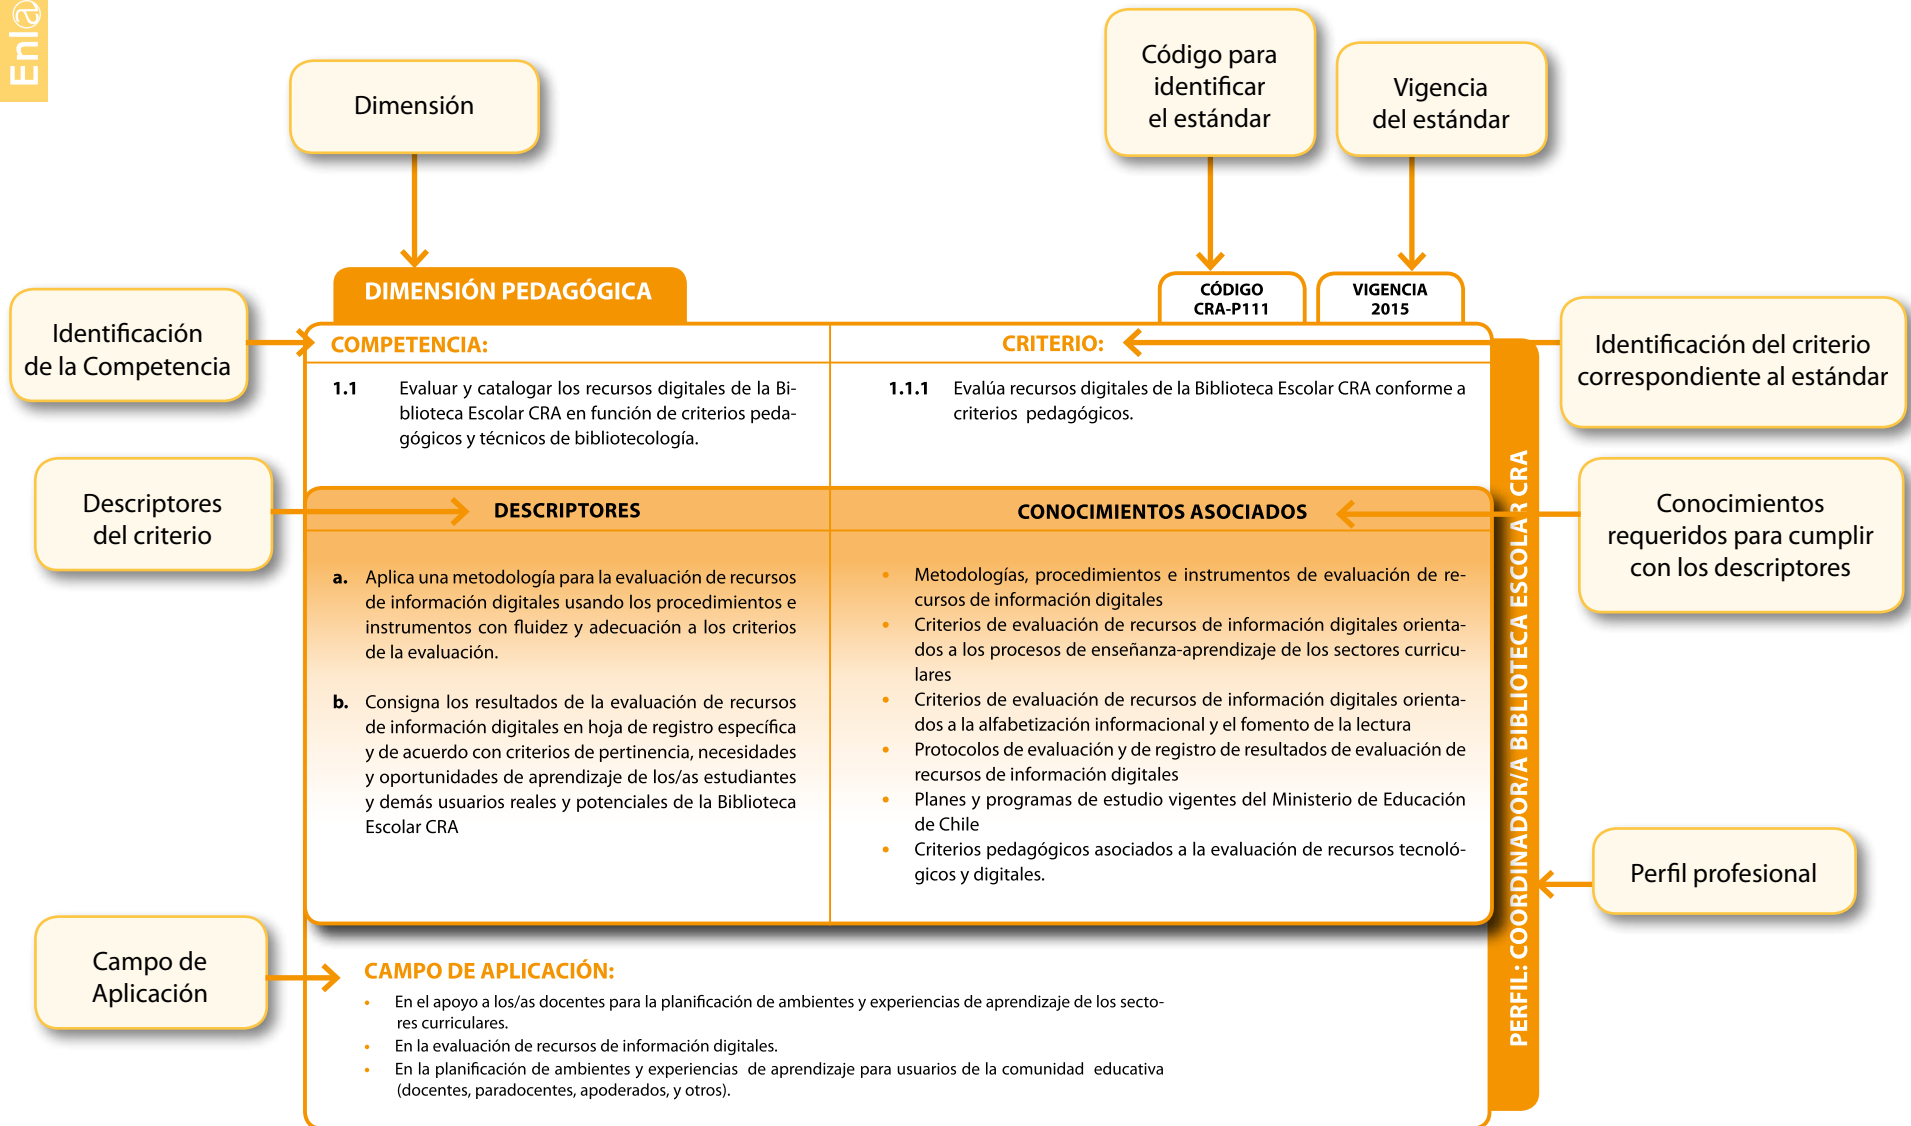 Enl@
Dimensión
Código para
identificar
el estándar
Vigencia
del estándar
DIMENSIÓN PEDAGÓGICA
CÓDIGO
CRA-P111
VIGENCIA
2015
Identificación
de la Competencia
COMPETENCIA:
CRITERIO:
Identificación del criterio
correspondiente al estándar
1.1 Evaluar y catalogar los recursos digitales de la Bi-
blioteca Escolar CRA en función de criterios peda-
gógicos y técnicos de bibliotecología.
1.1.1 Evalúa recursos digitales de la Biblioteca Escolar CRA conforme a
criterios pedagógicos.
Descriptores
del criterio
DESCRIPTORES
CONOCIMIENTOS ASOCIADOS
Conocimientos
requeridos para cumplir
con los descriptores
a. Aplica una metodología para la evaluación de recursos
de información digitales usando los procedimientos e
instrumentos con fluidez y adecuación a los criterios
de la evaluación.
b. Consigna los resultados de la evaluación de recursos
de información digitales en hoja de registro específica
y de acuerdo con criterios de pertinencia, necesidades
y oportunidades de aprendizaje de los/as estudiantes
y demás usuarios reales y potenciales de la Biblioteca
Escolar CRA
• Metodologías, procedimientos e instrumentos de evaluación de re-
cursos de información digitales
• Criterios de evaluación de recursos de información digitales orienta-
dos a los procesos de enseñanza-aprendizaje de los sectores curricu-
lares
• Criterios de evaluación de recursos de información digitales orienta-
dos a la alfabetización informacional y el fomento de la lectura
• Protocolos de evaluación y de registro de resultados de evaluación de
recursos de información digitales
• Planes y programas de estudio vigentes del Ministerio de Educación
de Chile
• Criterios pedagógicos asociados a la evaluación de recursos tecnoló-
gicos y digitales.
PERFIL: COORDINADOR/A BIBLIOTECA ESCOLAR CRA
Perfil profesional
Campo de
Aplicación
CAMPO DE APLICACIÓN:
• En el apoyo a los/as docentes para la planificación de ambientes y experiencias de aprendizaje de los secto-
res curriculares.
• En la evaluación de recursos de información digitales.
• En la planificación de ambientes y experiencias de aprendizaje para usuarios de la comunidad educativa
(docentes, paradocentes, apoderados, y otros).